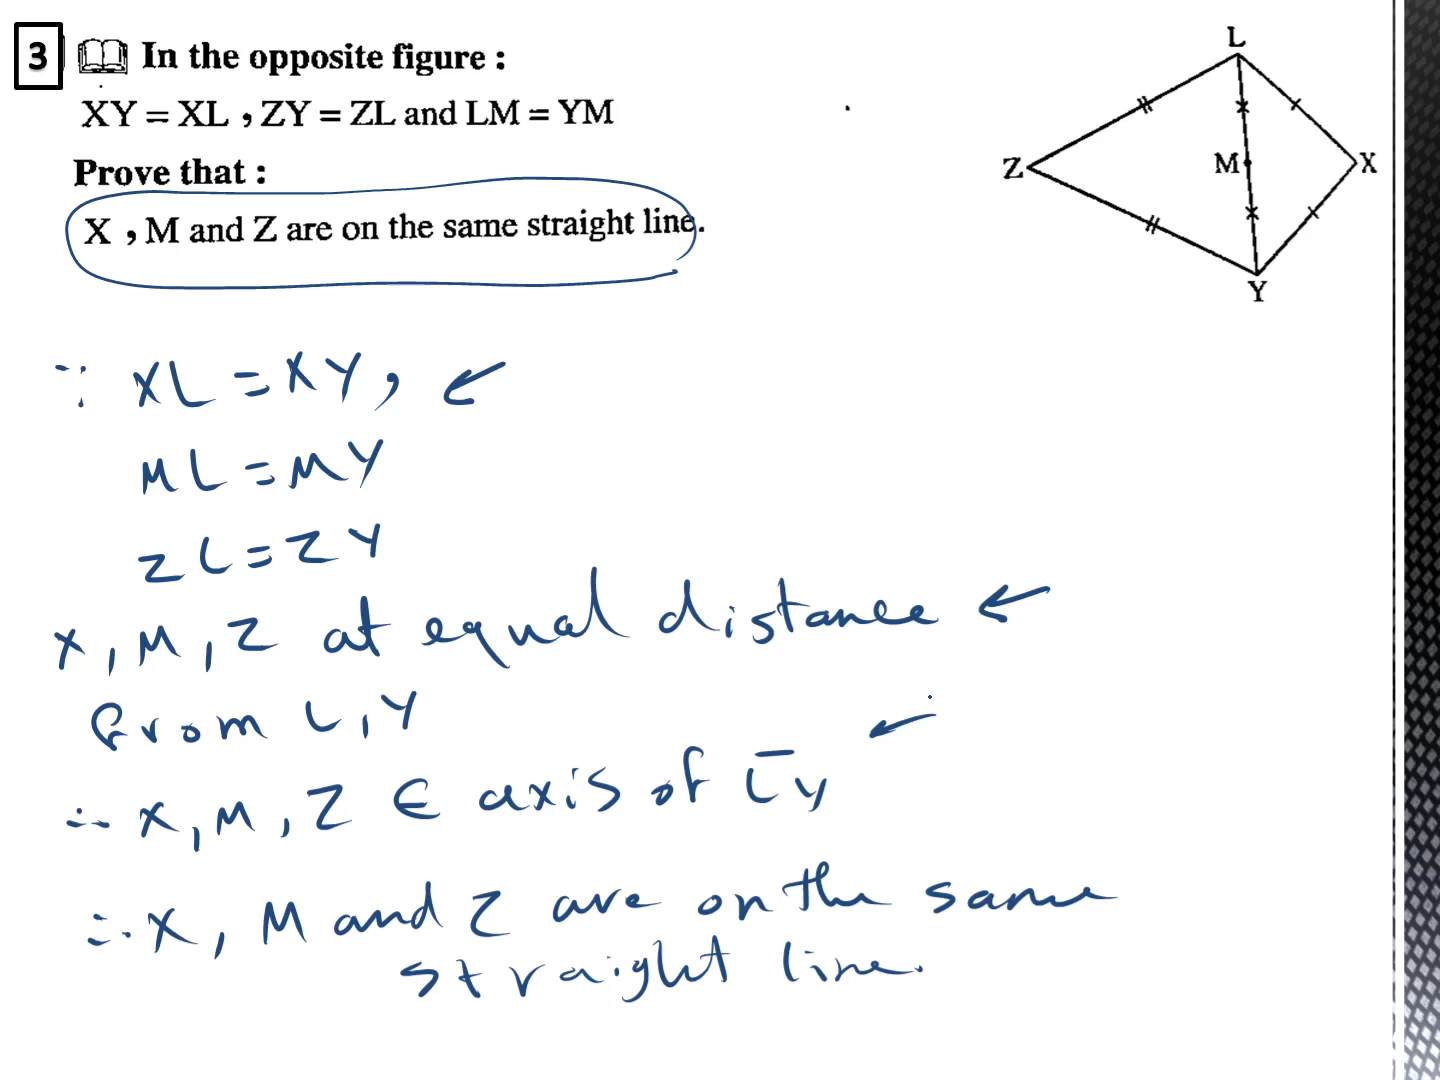 3 In the opposite figure :
XY = XL , ZY = ZL and LM = YM
Prove that :
X , M and Z are on the same straight line.
L
Z
M
X
Y
∵ XL = XY,
ML = MY
ZL = ZY
X, M, Z at equal distance
from L, Y
∴ X, M, Z ∈ axis of L̅Y̅
∴ X, M and Z are on the same
straight line.